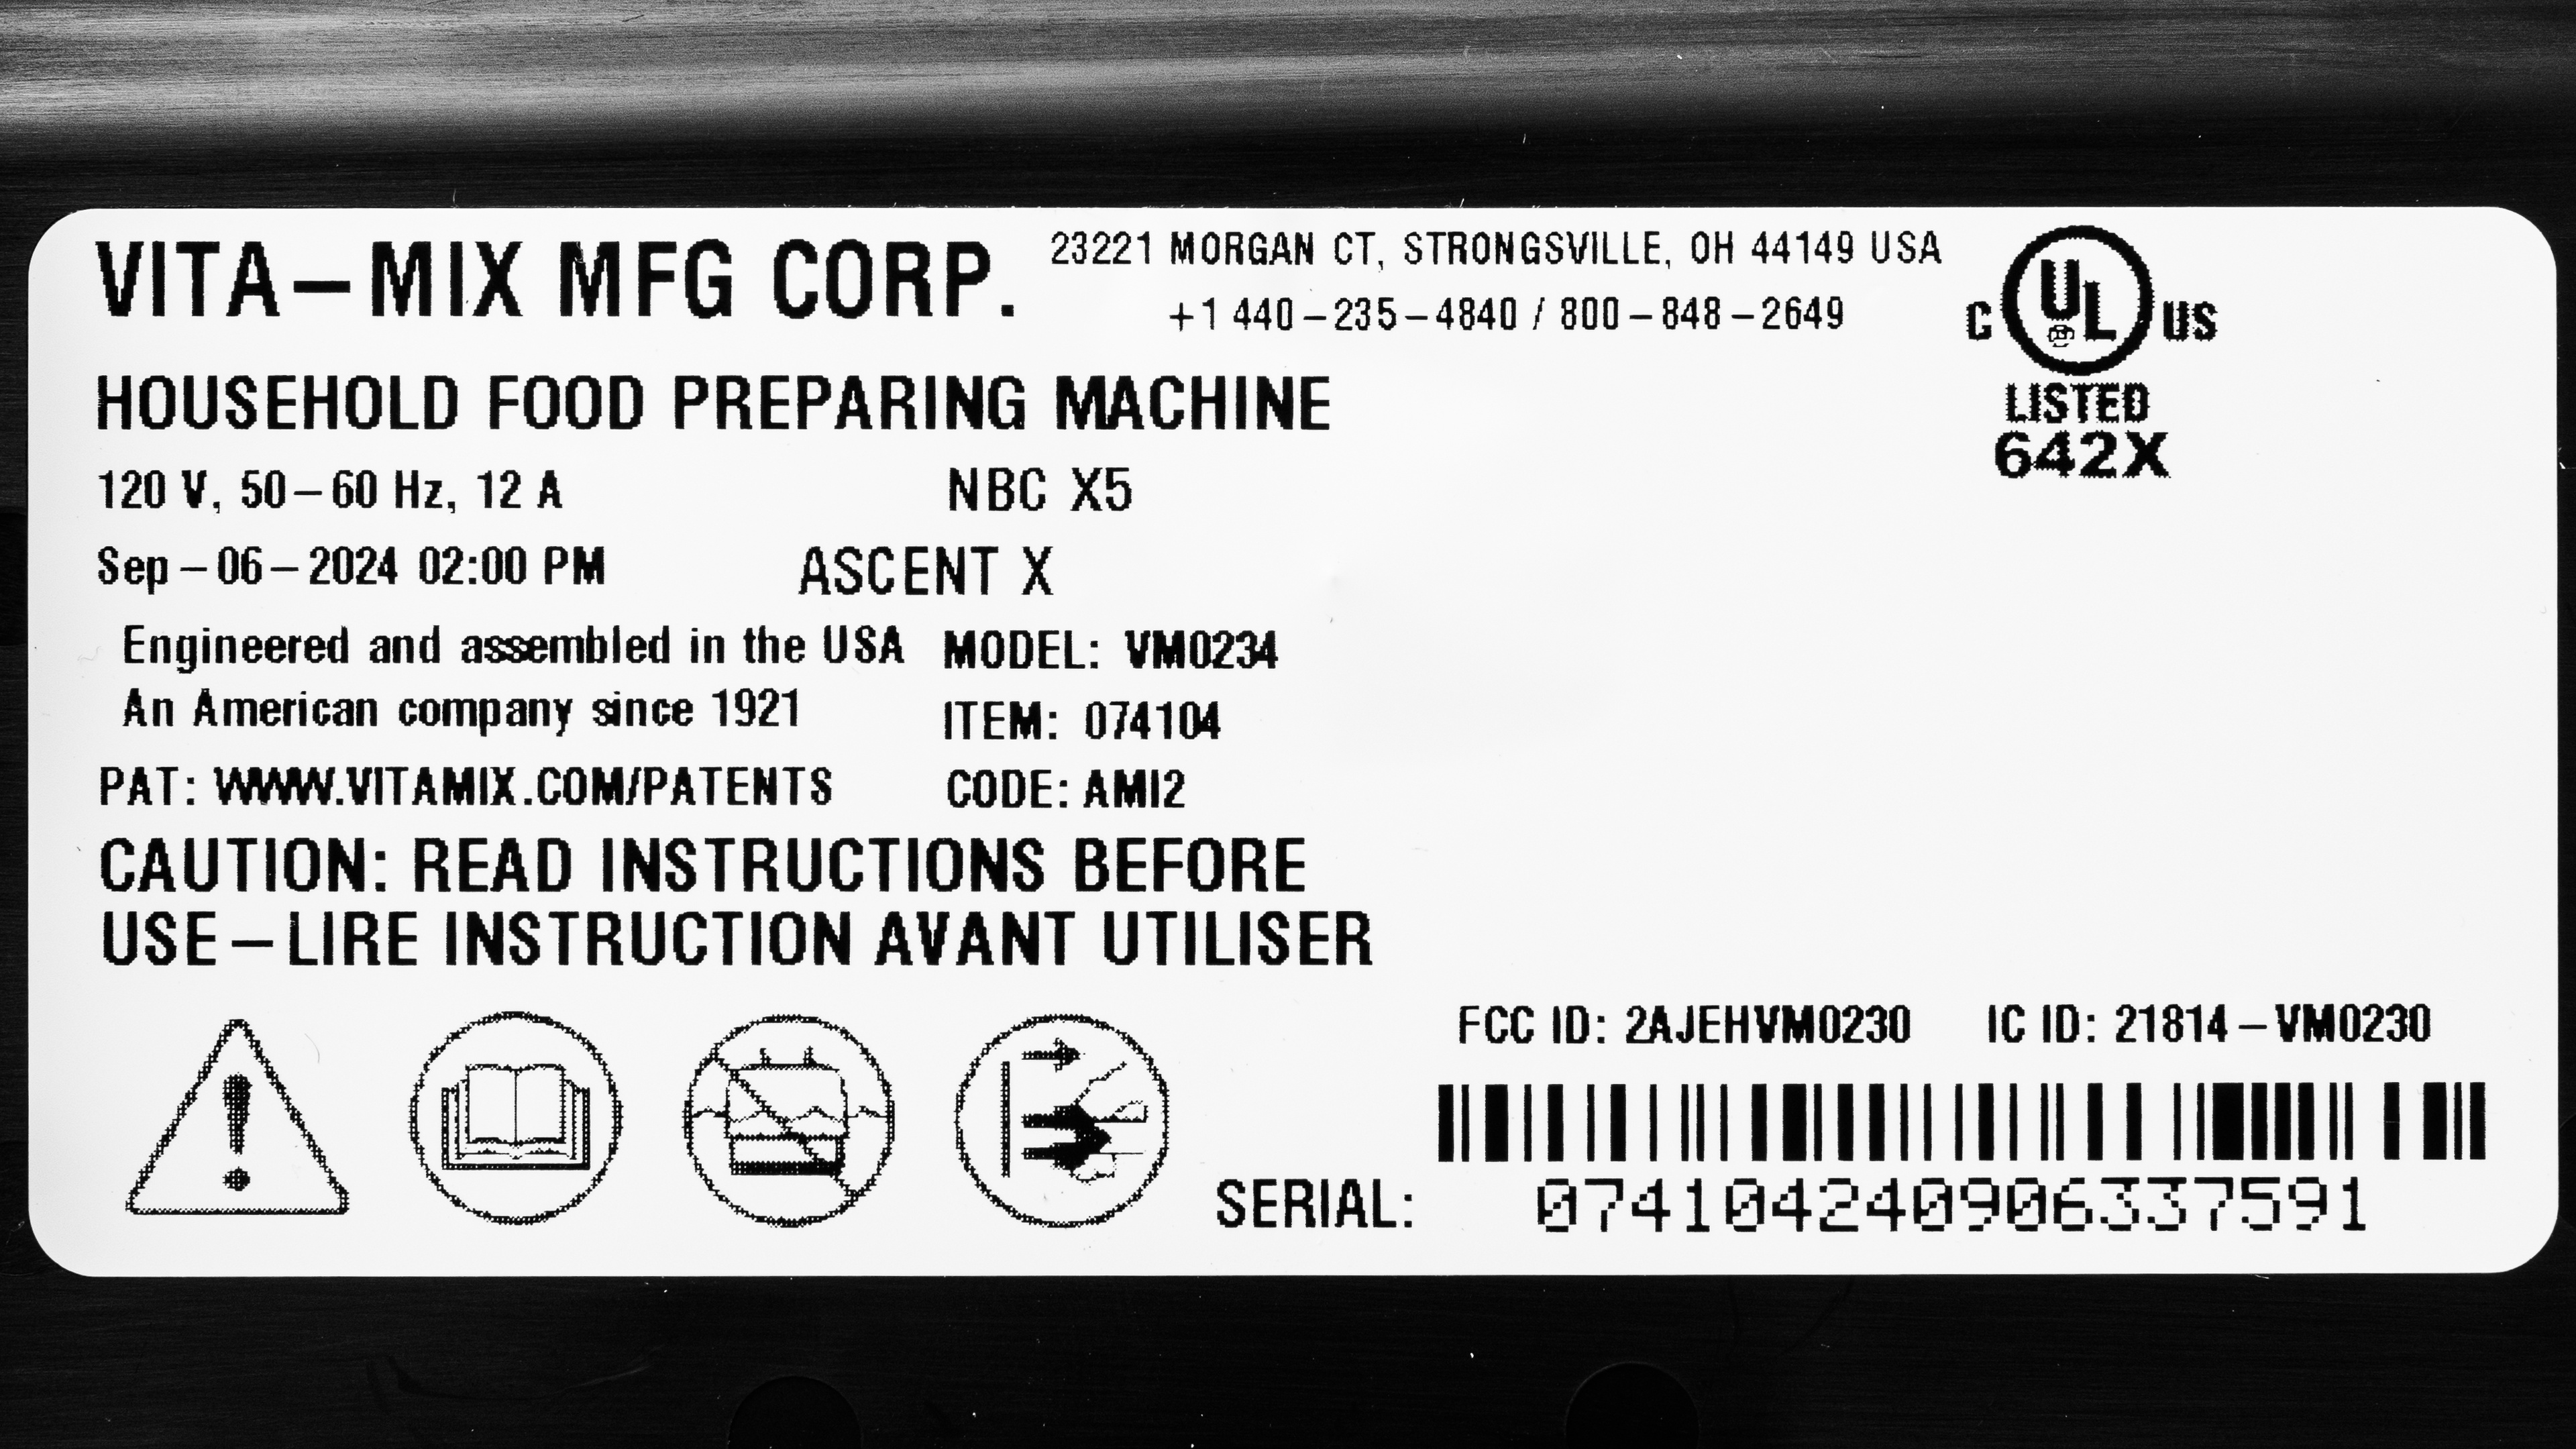 VITA-MIX MFG CORP.
23221 MORGAN CT, STRONGSVILLE, OH 44149 USA
+1 440-235-4840 / 800-848-2649
C UL US
LISTED
642X
HOUSEHOLD FOOD PREPARING MACHINE
120 V, 50-60 Hz, 12 A
NBC X5
Sep-06-2024 02:00 PM
ASCENT X
Engineered and assembled in the USA
MODEL: VM0234
An American company since 1921
ITEM: 074104
PAT: WWW.VITAMIX.COM/PATENTS
CODE: AMI2
CAUTION: READ INSTRUCTIONS BEFORE
USE-LIRE INSTRUCTION AVANT UTILISER
FCC ID: 2AJEHVM0230 IC ID: 21814-VM0230
SERIAL: 074104240906337591